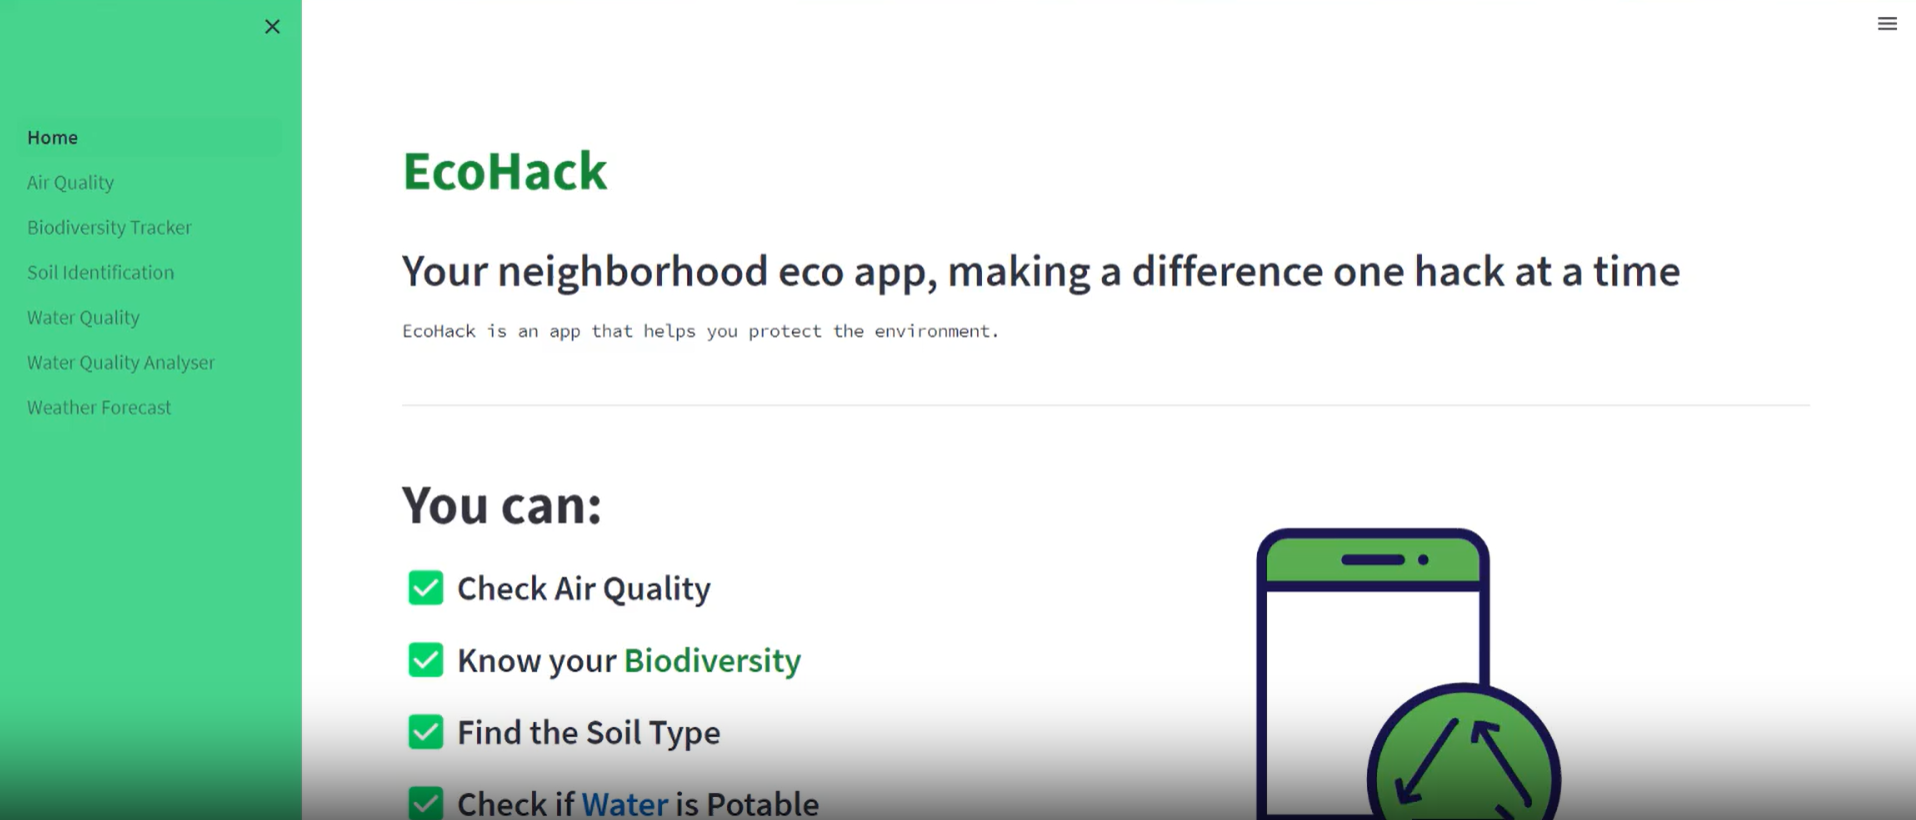 Home
Air Quality
Biodiversity Tracker
Soil Identification
Water Quality
Water Quality Analyser
Weather Forecast
EcoHack
Your neighborhood eco app, making a difference one hack at a time
EcoHack is an app that helps you protect the environment.
You can:
Check Air Quality
Know your Biodiversity
Find the Soil Type
Check if Water is Potable